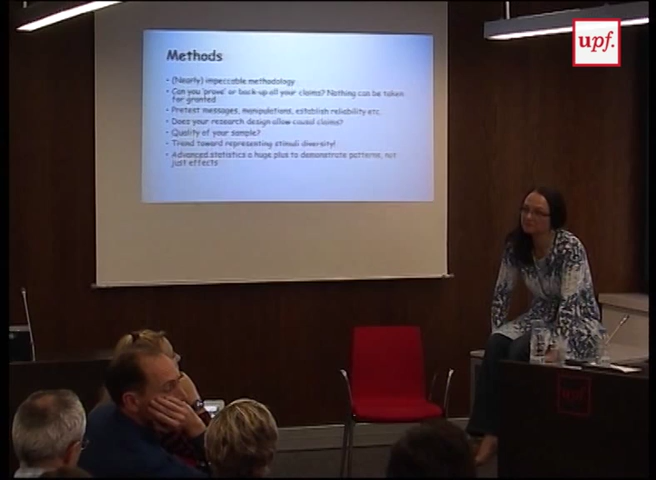 upf.
Methods
• (Nearly) impeccable methodology
• Can you 'prove' or back-up all your claims? Nothing can be taken
for granted
• Pretest messages, manipulations, establish reliability etc.
• Does your research design allow causal claims?
• Quality of your sample?
• Trend toward representing stimuli diversity!
• Advanced statistics a huge plus to demonstrate patterns, not
just effects
upf.